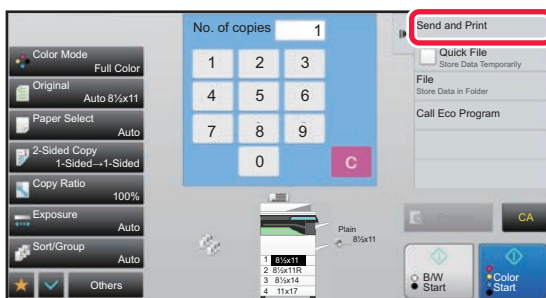 No. of copies 1
Send and Print
Quick File
Store Data Temporarily
File
Store Data in Folder
Call Eco Program
Color Mode
Full Color
Original
Auto 8½x11
Paper Select
Auto
2-Sided Copy
1-Sided→1-Sided
Copy Ratio
100%
Exposure
Auto
Sort/Group
Auto
Others
1 2 3
4 5 6
7 8 9
0 C
Plain
8½x11
1 8½x11
2 8½x11R
3 8½x14
4 11x17
CA
B/W
Start
Color
Start